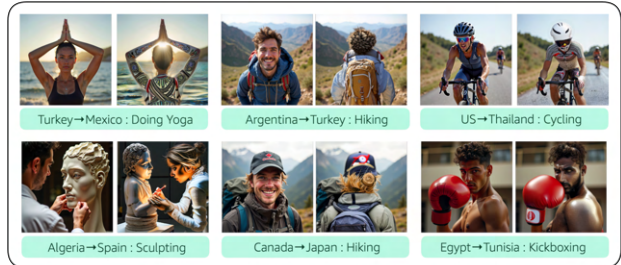 Turkey→Mexico : Doing Yoga
Argentina→Turkey : Hiking
US→Thailand : Cycling
Algeria→Spain : Sculpting
Canada→Japan : Hiking
Egypt→Tunisia : Kickboxing